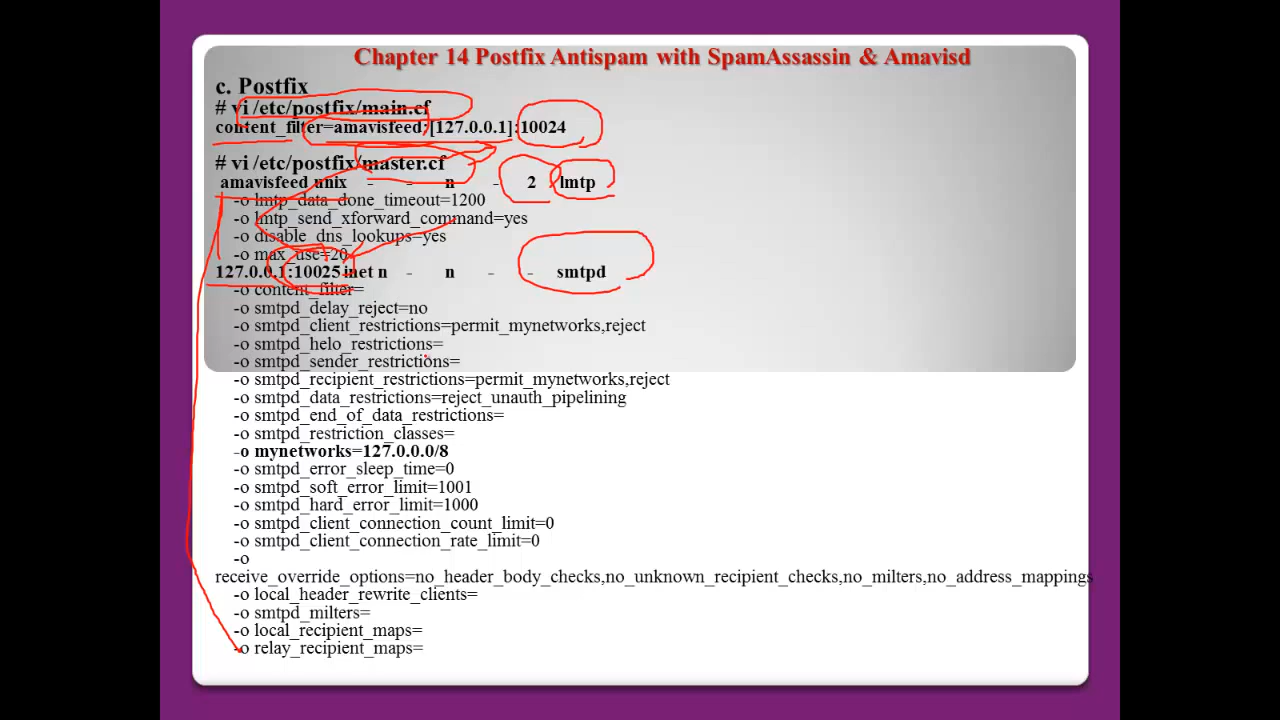 Chapter 14 Postfix Antispam with SpamAssassin & Amavisd
c. Postfix
# vi /etc/postfix/main.cf
content_filter=amavisfeed:[127.0.0.1]:10024
# vi /etc/postfix/master.cf
amavisfeed unix - - n - 2 lmtp
-o lmtp_data_done_timeout=1200
-o lmtp_send_xforward_command=yes
-o disable_dns_lookups=yes
-o max_use=20
127.0.0.1:10025 inet n - n - - smtpd
-o content_filter=
-o smtpd_delay_reject=no
-o smtpd_client_restrictions=permit_mynetworks,reject
-o smtpd_helo_restrictions=
-o smtpd_sender_restrictions=
-o smtpd_recipient_restrictions=permit_mynetworks,reject
-o smtpd_data_restrictions=reject_unauth_pipelining
-o smtpd_end_of_data_restrictions=
-o smtpd_restriction_classes=
-o mynetworks=127.0.0.0/8
-o smtpd_error_sleep_time=0
-o smtpd_soft_error_limit=1001
-o smtpd_hard_error_limit=1000
-o smtpd_client_connection_count_limit=0
-o smtpd_client_connection_rate_limit=0
-o
receive_override_options=no_header_body_checks,no_unknown_recipient_checks,no_milters,no_address_mappings
-o local_header_rewrite_clients=
-o smtpd_milters=
-o local_recipient_maps=
-o relay_recipient_maps=